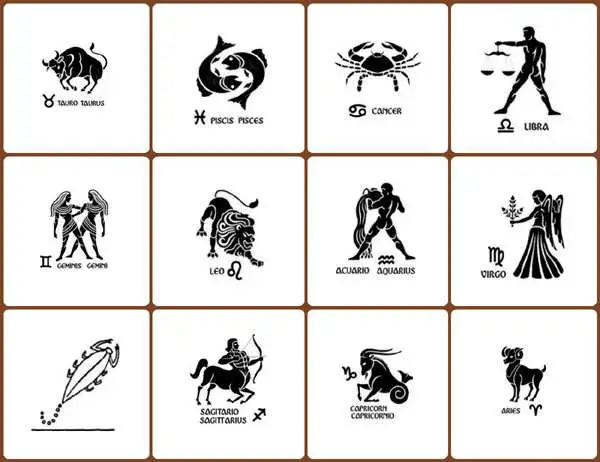 ♉ TAURO TAURUS
♓ PISCIS PISCES
♋ CANCER
♎ LIBRA
♊ GEMINIS GEMINI
LEO ♌
ACUARIO ♒ AQUARIUS
♍
VIRGO
SAGITARIO
SAGITTARIUS ♐
♑
CAPRICORN
CAPRICORNIO
ARIES ♈